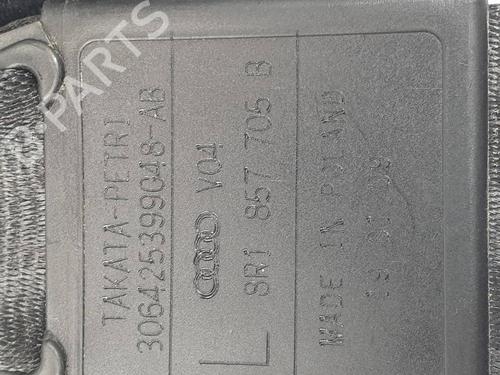 TAKATA-PETRI
306425399048-AB
V04
L 8R1 857 705 B
MADE IN POLAND
B PARTS